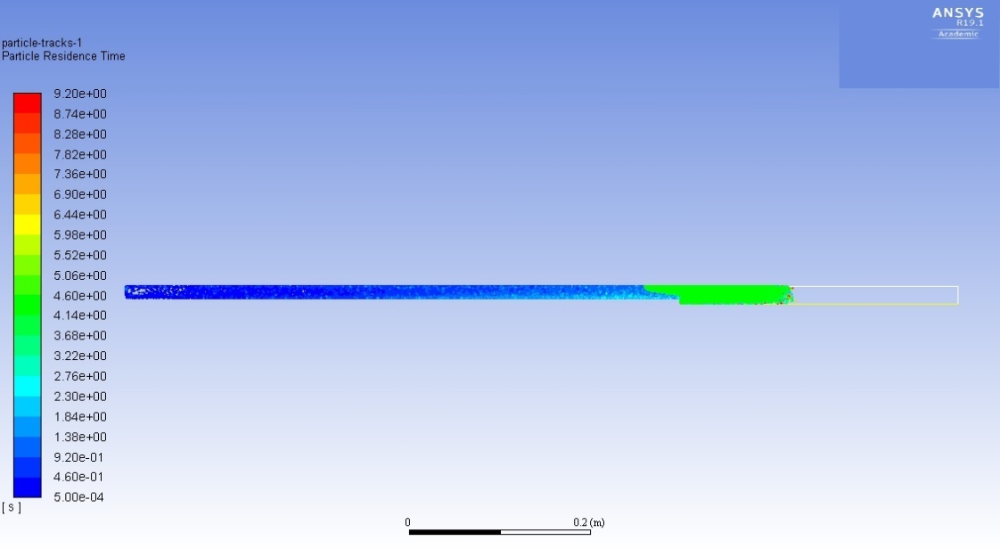 ANSYS
R19.1
Academic
particle-tracks-1
Particle Residence Time
9.20e+00
8.74e+00
8.28e+00
7.82e+00
7.36e+00
6.90e+00
6.44e+00
5.98e+00
5.52e+00
5.06e+00
4.60e+00
4.14e+00
3.68e+00
3.22e+00
2.76e+00
2.30e+00
1.84e+00
1.38e+00
9.20e-01
4.60e-01
5.00e-04
[ s ]
0 0.2 (m)